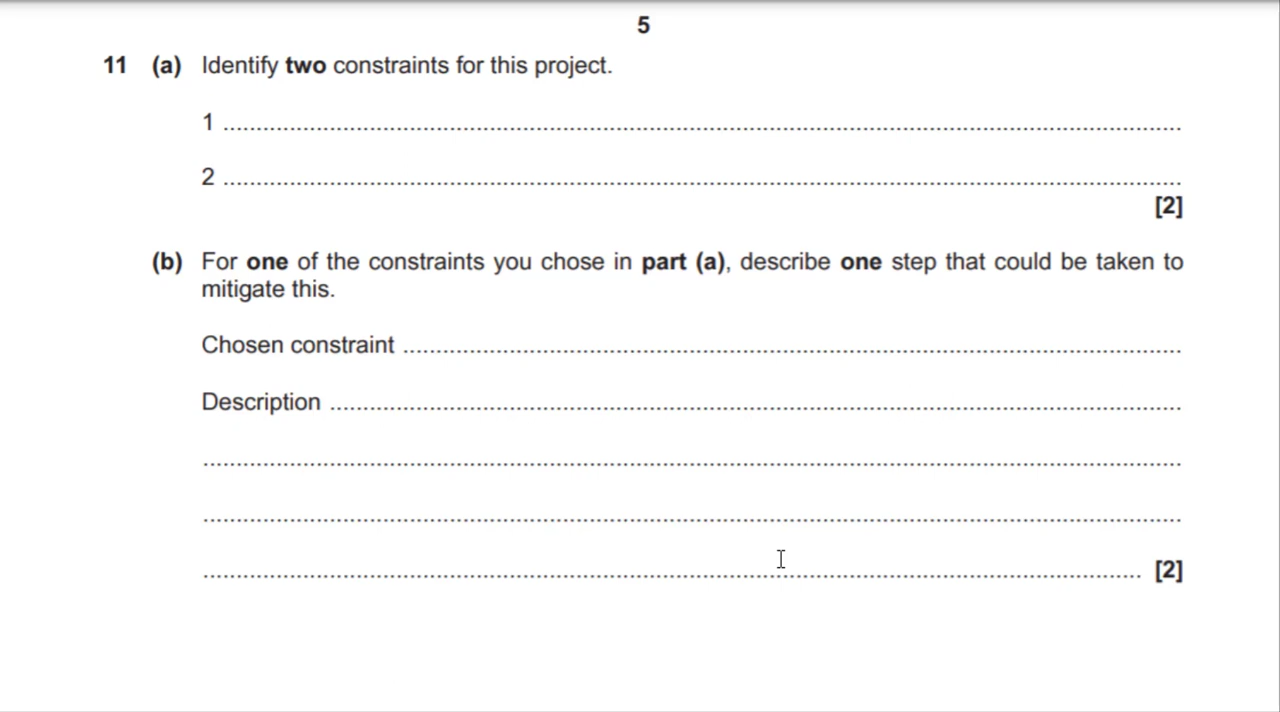 5
11 (a) Identify two constraints for this project.
1 ........................................................................
2 ........................................................................
[2]
(b) For one of the constraints you chose in part (a), describe one step that could be taken to
mitigate this.
Chosen constraint ........................................................................
Description ........................................................................
........................................................................
........................................................................
........................................................................ [2]